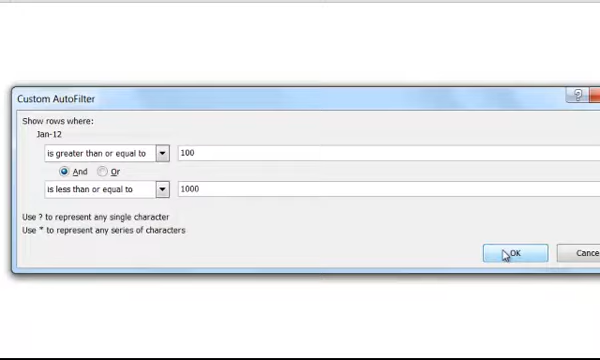 Custom AutoFilter
Show rows where:
Jan-12
is greater than or equal to 100
And Or
is less than or equal to 1000
Use ? to represent any single character
Use * to represent any series of characters
OK Cance